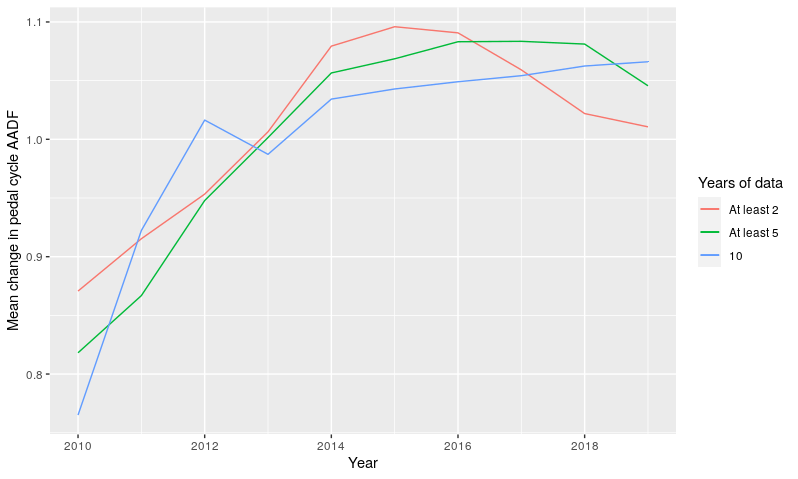 1.1
1.0
0.9
0.8
Mean change in pedal cycle AADF
2010 2012 2014 2016 2018
Year
Years of data
At least 2
At least 5
10